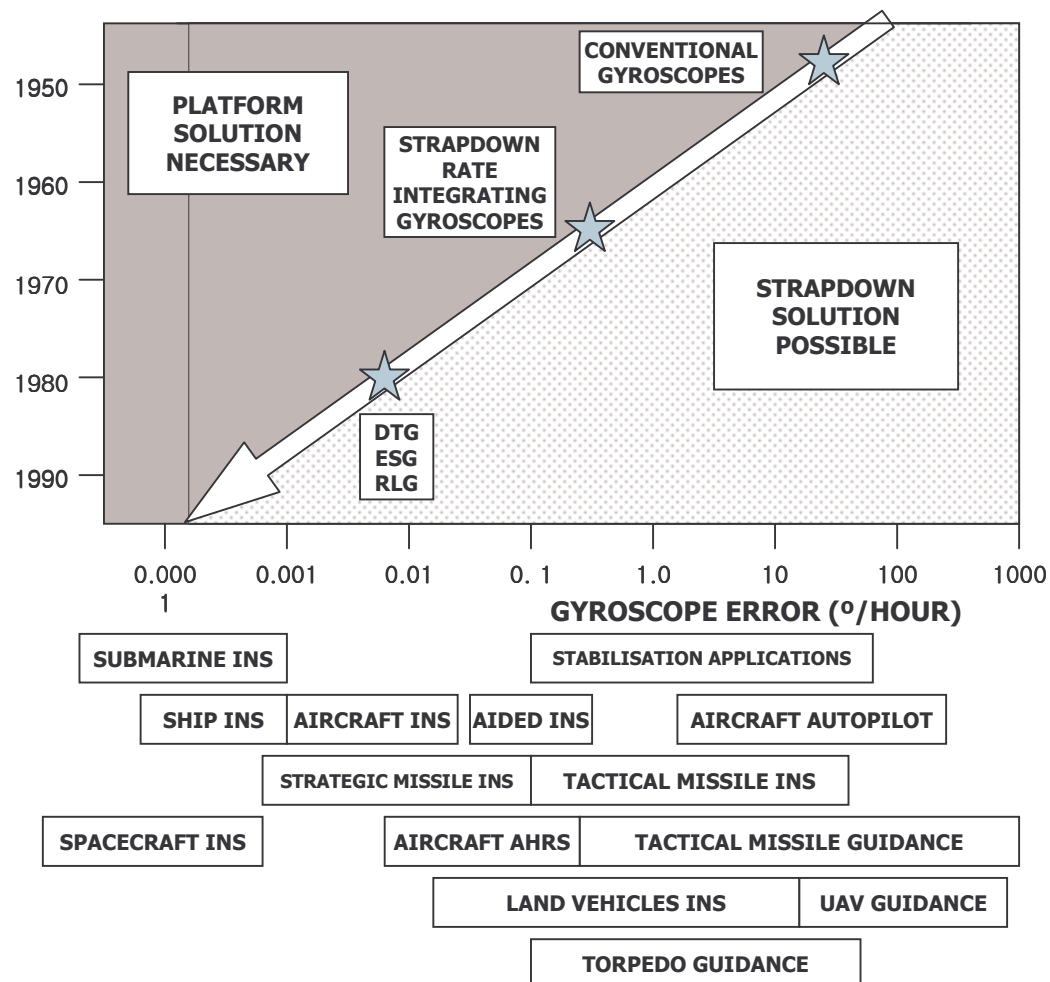 1950
1960
1970
1980
1990
PLATFORM
SOLUTION
NECESSARY
CONVENTIONAL
GYROSCOPES
STRAPDOWN
RATE
INTEGRATING
GYROSCOPES
STRAPDOWN
SOLUTION
POSSIBLE
DTG
ESG
RLG
0.000
1
0.001
0.01
0. 1
1.0
10
100
1000
GYROSCOPE ERROR (º/HOUR)
SUBMARINE INS
STABILISATION APPLICATIONS
SHIP INS
AIRCRAFT INS
AIDED INS
AIRCRAFT AUTOPILOT
STRATEGIC MISSILE INS
TACTICAL MISSILE INS
SPACECRAFT INS
AIRCRAFT AHRS
TACTICAL MISSILE GUIDANCE
LAND VEHICLES INS
UAV GUIDANCE
TORPEDO GUIDANCE